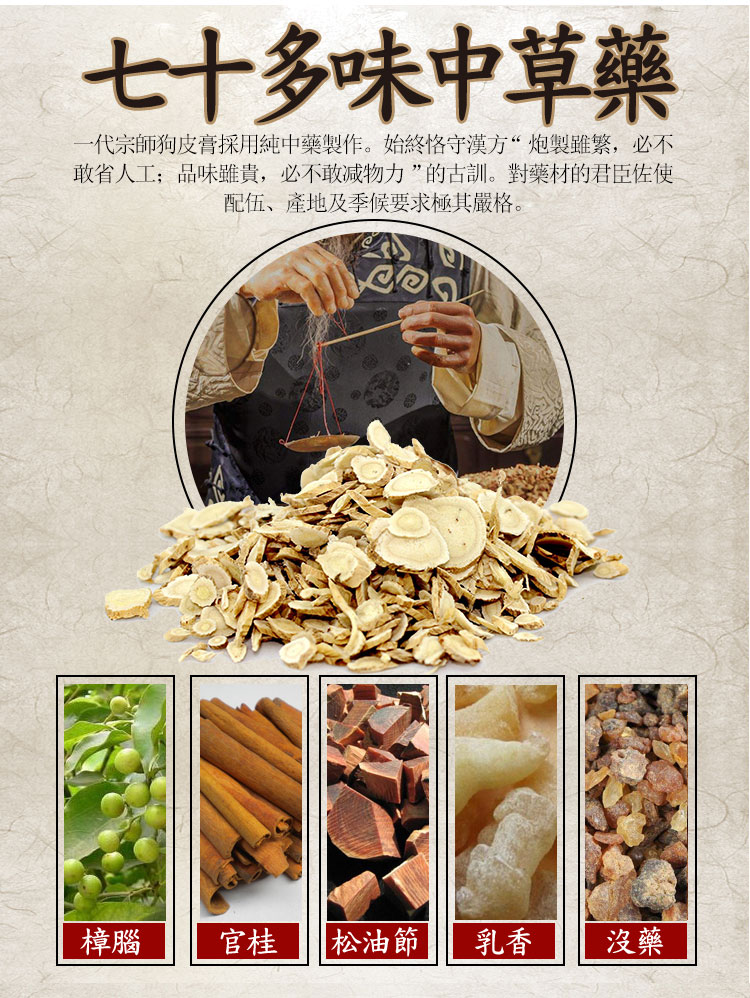 七十多味中草藥
一代宗師狗皮膏採用純中藥製作。始終恪守漢方“炮製雖繁，必不
敢省人工；品味雖貴，必不敢减物力”的古訓。對藥材的君臣佐使
配伍、產地及季候要求極其嚴格。
樟腦
官桂
松油節
乳香
沒藥